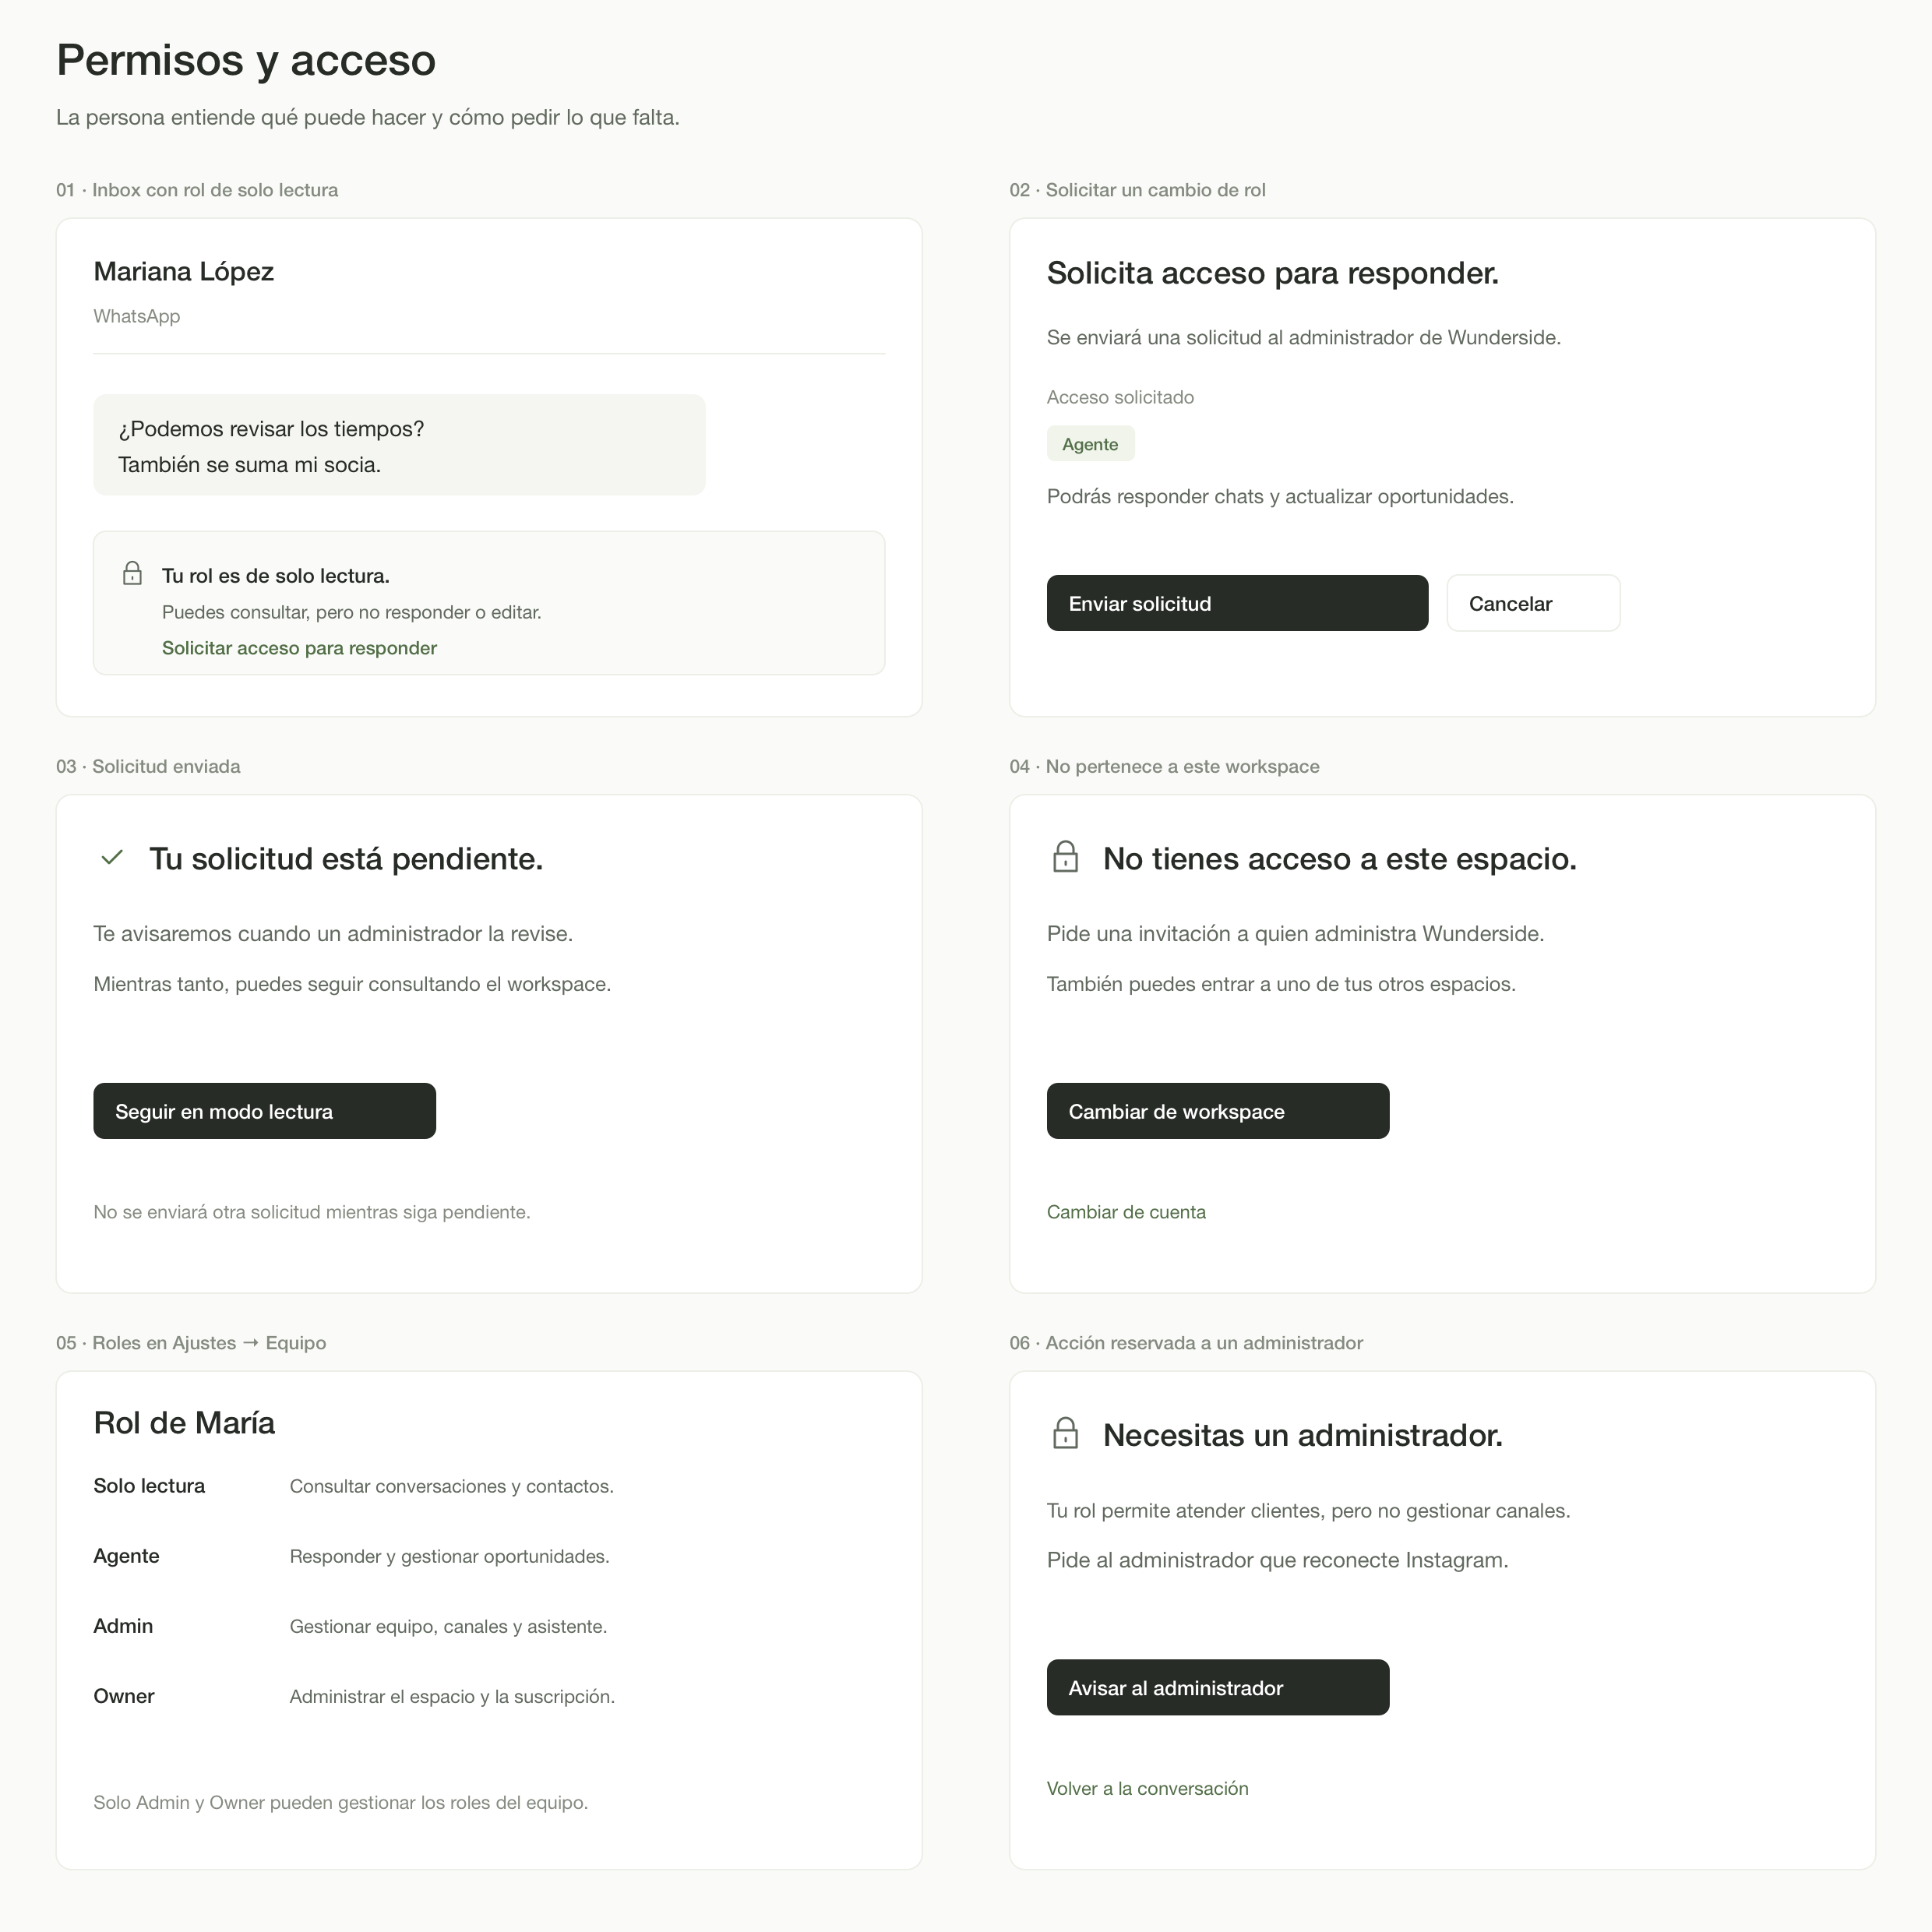 Permisos y acceso
La persona entiende qué puede hacer y cómo pedir lo que falta.
01 · Inbox con rol de solo lectura
Mariana López
WhatsApp
¿Podemos revisar los tiempos?
También se suma mi socia.
Tu rol es de solo lectura.
Puedes consultar, pero no responder o editar.
Solicitar acceso para responder
02 · Solicitar un cambio de rol
Solicita acceso para responder.
Se enviará una solicitud al administrador de Wunderside.
Acceso solicitado
Agente
Podrás responder chats y actualizar oportunidades.
Enviar solicitud
Cancelar
03 · Solicitud enviada
Tu solicitud está pendiente.
Te avisaremos cuando un administrador la revise.
Mientras tanto, puedes seguir consultando el workspace.
Seguir en modo lectura
No se enviará otra solicitud mientras siga pendiente.
04 · No pertenece a este workspace
No tienes acceso a este espacio.
Pide una invitación a quien administra Wunderside.
También puedes entrar a uno de tus otros espacios.
Cambiar de workspace
Cambiar de cuenta
05 · Roles en Ajustes → Equipo
Rol de María
Solo lectura Consultar conversaciones y contactos.
Agente Responder y gestionar oportunidades.
Admin Gestionar equipo, canales y asistente.
Owner Administrar el espacio y la suscripción.
Solo Admin y Owner pueden gestionar los roles del equipo.
06 · Acción reservada a un administrador
Necesitas un administrador.
Tu rol permite atender clientes, pero no gestionar canales.
Pide al administrador que reconecte Instagram.
Avisar al administrador
Volver a la conversación